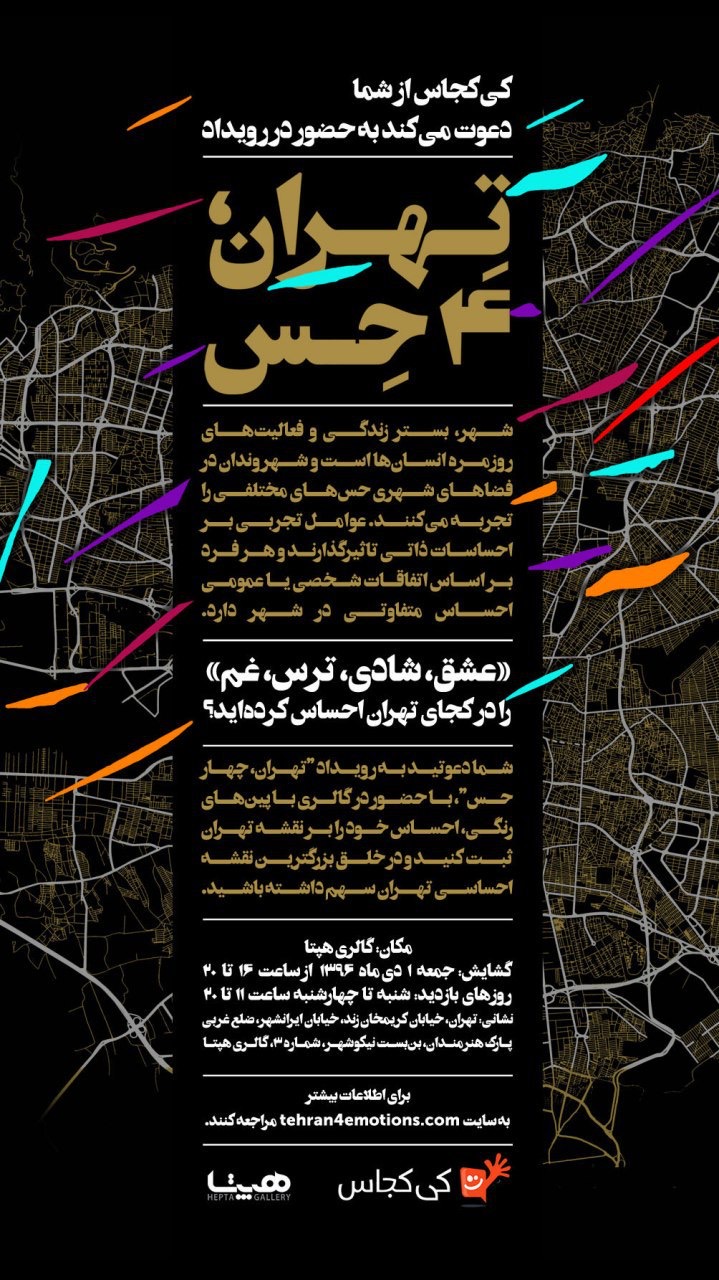 کی‌کجاس از شما
دعوت می‌کند به حضور در رویداد
تِهران،
۴ حِس
شهر، بستر زندگی و فعالیت‌های
روزمره انسان‌ها است و شهروندان در
فضاهای شهری حس‌های مختلفی را
تجربه می‌کنند. عوامل تجربی بر
احساسات ذاتی تاثیرگذارند و هر فرد
بر اساس اتفاقات شخصی یا عمومی
احساس متفاوتی در شهر دارد.
«عشق، شادی، ترس، غم»
را در کجای تهران احساس کرده‌اید؟
شما دعوتید به رویداد "تهران، چهار
حس"، با حضور در گالری با پین‌های
رنگی، احساس خود را بر نقشه تهران
ثبت کنید و در خلق بزرگترین نقشه
احساسی تهران سهم داشته باشید.
مکان: گالری هپتا
گشایش: جمعه ۱ دی ماه ۱۳۹۶ از ساعت ۱۶ تا ۲۰
روزهای بازدید: شنبه تا چهارشنبه ساعت ۱۱ تا ۲۰
نشانی: تهران، خیابان کریمخان زند، خیابان ایرانشهر، ضلع غربی
پارک هنرمندان، بن‌بست نیکوشهر، شماره ۳، گالری هپتا
برای اطلاعات بیشتر
به سایت tehran4emotions.com مراجعه کنند.
کی کجاس
هپتا
HEPTA GALLERY